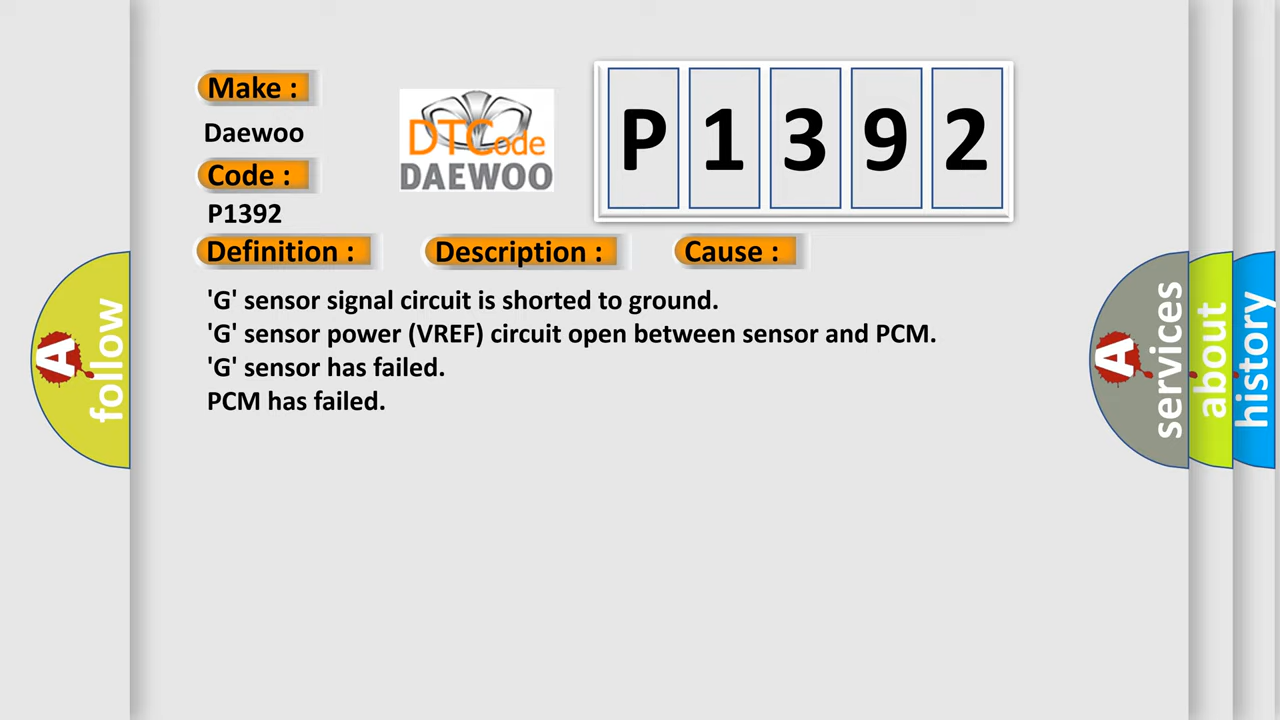 Make :
Daewoo
Code :
P1392
DTCode
DAEWOO
P 1 3 9 2
Definition :
Description :
Cause :
'G' sensor signal circuit is shorted to ground.
'G' sensor power (VREF) circuit open between sensor and PCM.
'G' sensor has failed.
PCM has failed.
A follow
A services
about
history